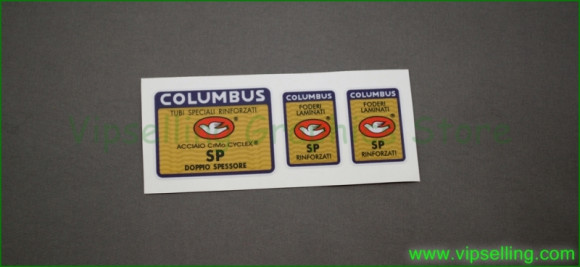 COLUMBUS
TUBI SPECIALI RINFORZATI
ACCIAIO CrMo CYCLEX®
SP
DOPPIO SPESSORE
COLUMBUS
FODERI
LAMINATI
®
SP
RINFORZATI
COLUMBUS
FODERI
LAMINATI
®
SP
RINFORZATI
Vipselling Store
www.vipselling.com